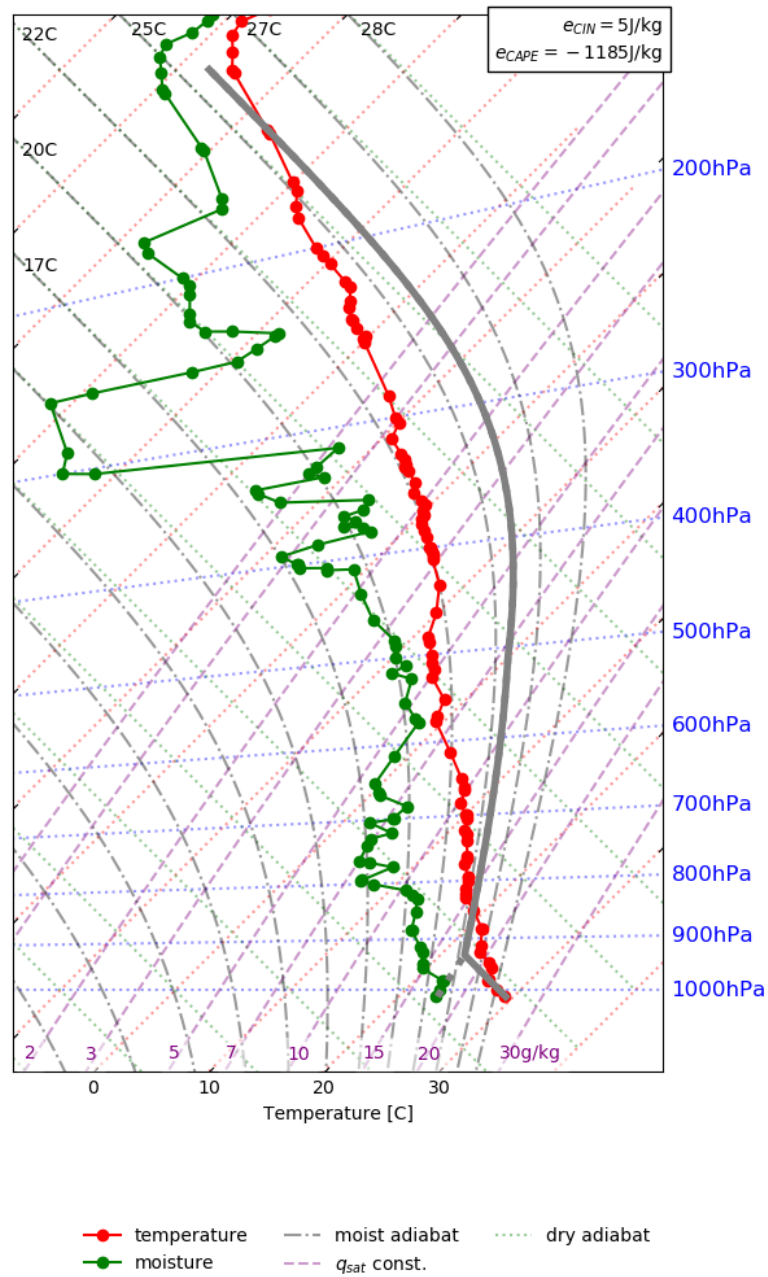 22C 25C 27C 28C
e_CIN = 5J/kg
e_CAPE = −1185J/kg
20C
200hPa
17C
300hPa
400hPa
500hPa
600hPa
700hPa
800hPa
900hPa
1000hPa
2 3 5 7 10 15 20 30g/kg
0 10 20 30
Temperature [C]
temperature moist adiabat dry adiabat
moisture q_sat const.